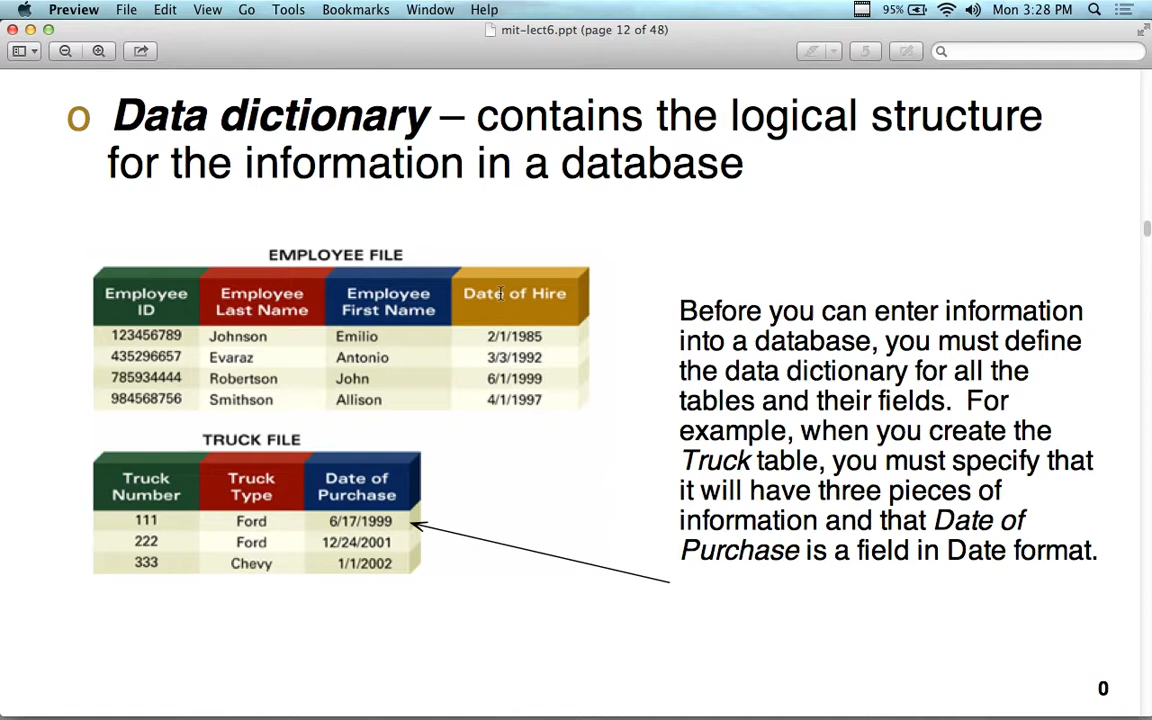 Preview File Edit View Go Tools Bookmarks Window Help 95% Mon 3:28 PM
mit-lect6.ppt (page 12 of 48)
o Data dictionary – contains the logical structure
for the information in a database
EMPLOYEE FILE
Employee ID Employee Last Name Employee First Name Date of Hire
123456789 Johnson Emilio 2/1/1985
435296657 Evaraz Antonio 3/3/1992
785934444 Robertson John 6/1/1999
984568756 Smithson Allison 4/1/1997
TRUCK FILE
Truck Number Truck Type Date of Purchase
111 Ford 6/17/1999
222 Ford 12/24/2001
333 Chevy 1/1/2002
Before you can enter information
into a database, you must define
the data dictionary for all the
tables and their fields. For
example, when you create the
Truck table, you must specify that
it will have three pieces of
information and that Date of
Purchase is a field in Date format.
0